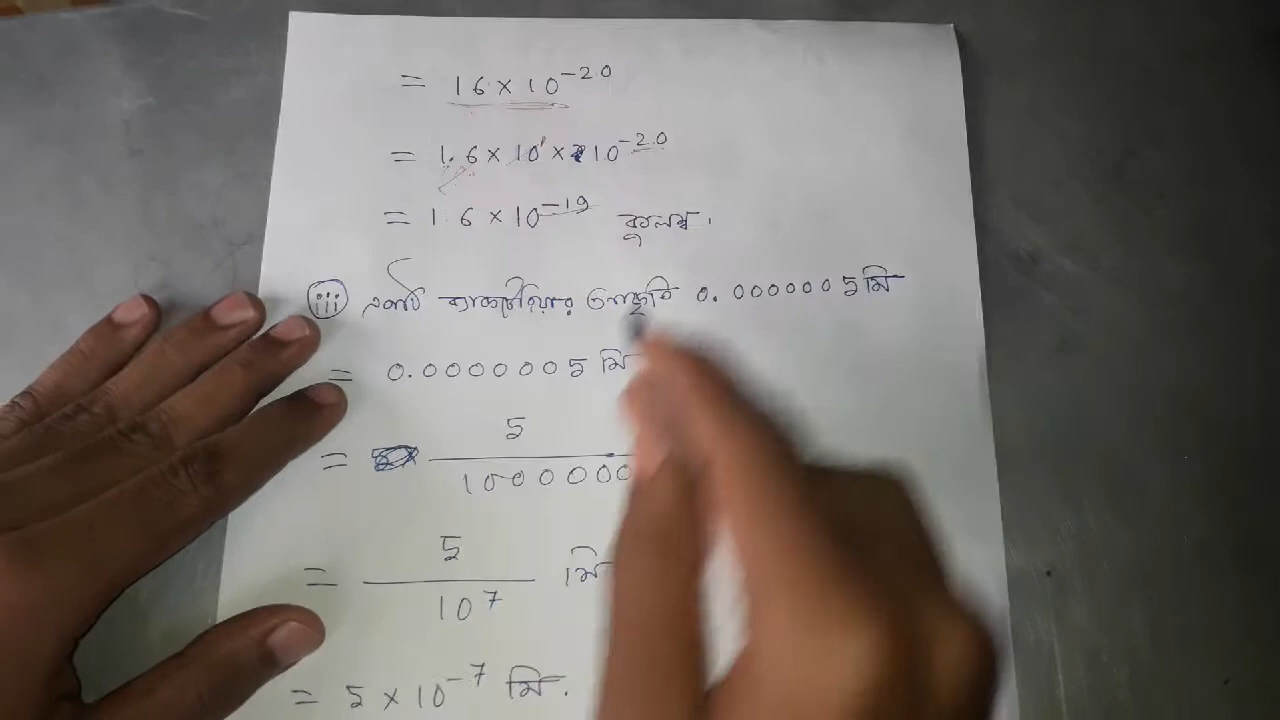 = 16 × 10⁻²⁰
= 1.6 × 10¹ × 10⁻²⁰
= 1.6 × 10⁻¹⁹ কুলম্ব.
(iii) একটি ব্যাকটেরিয়ার আকৃতি 0.0000005 মি
= 0.0000005 মি
= 5
1000000
= 5
10⁷ মি
= 5 × 10⁻⁷ মি.